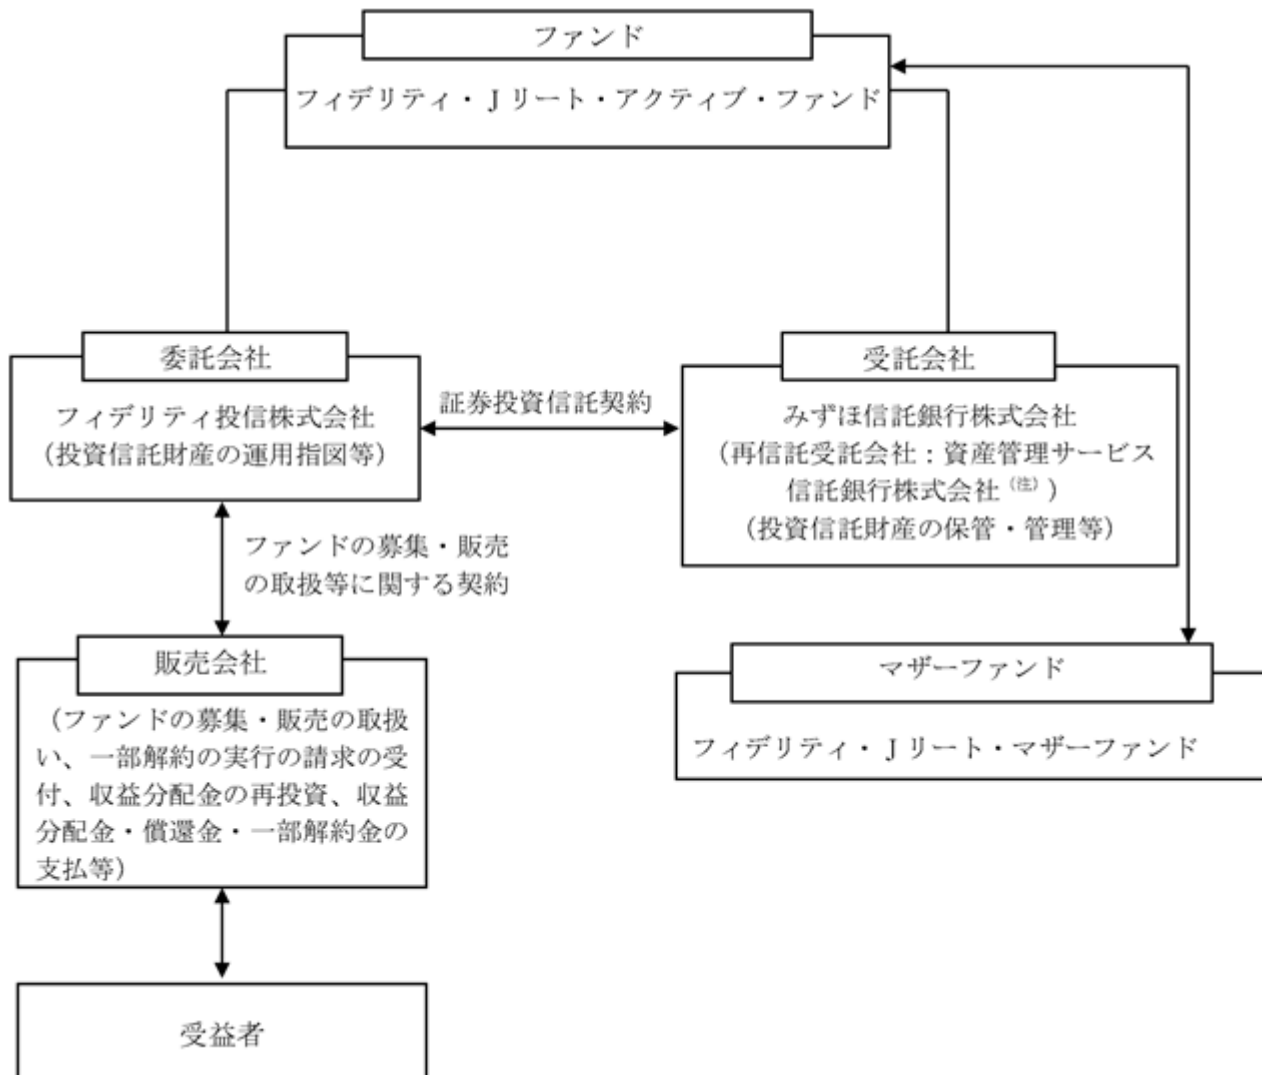 ファンド
フィデリティ・Ｊリート・アクティブ・ファンド
委託会社
フィデリティ投信株式会社
（投資信託財産の運用指図等）
証券投資信託契約
受託会社
みずほ信託銀行株式会社
（再信託受託会社：資産管理サービス
信託銀行株式会社（注））
（投資信託財産の保管・管理等）
ファンドの募集・販売
の取扱等に関する契約
販売会社
（ファンドの募集・販売の取扱
い、一部解約の実行の請求の受
付、収益分配金の再投資、収益
分配金・償還金・一部解約金の
支払等）
マザーファンド
フィデリティ・Ｊリート・マザーファンド
受益者